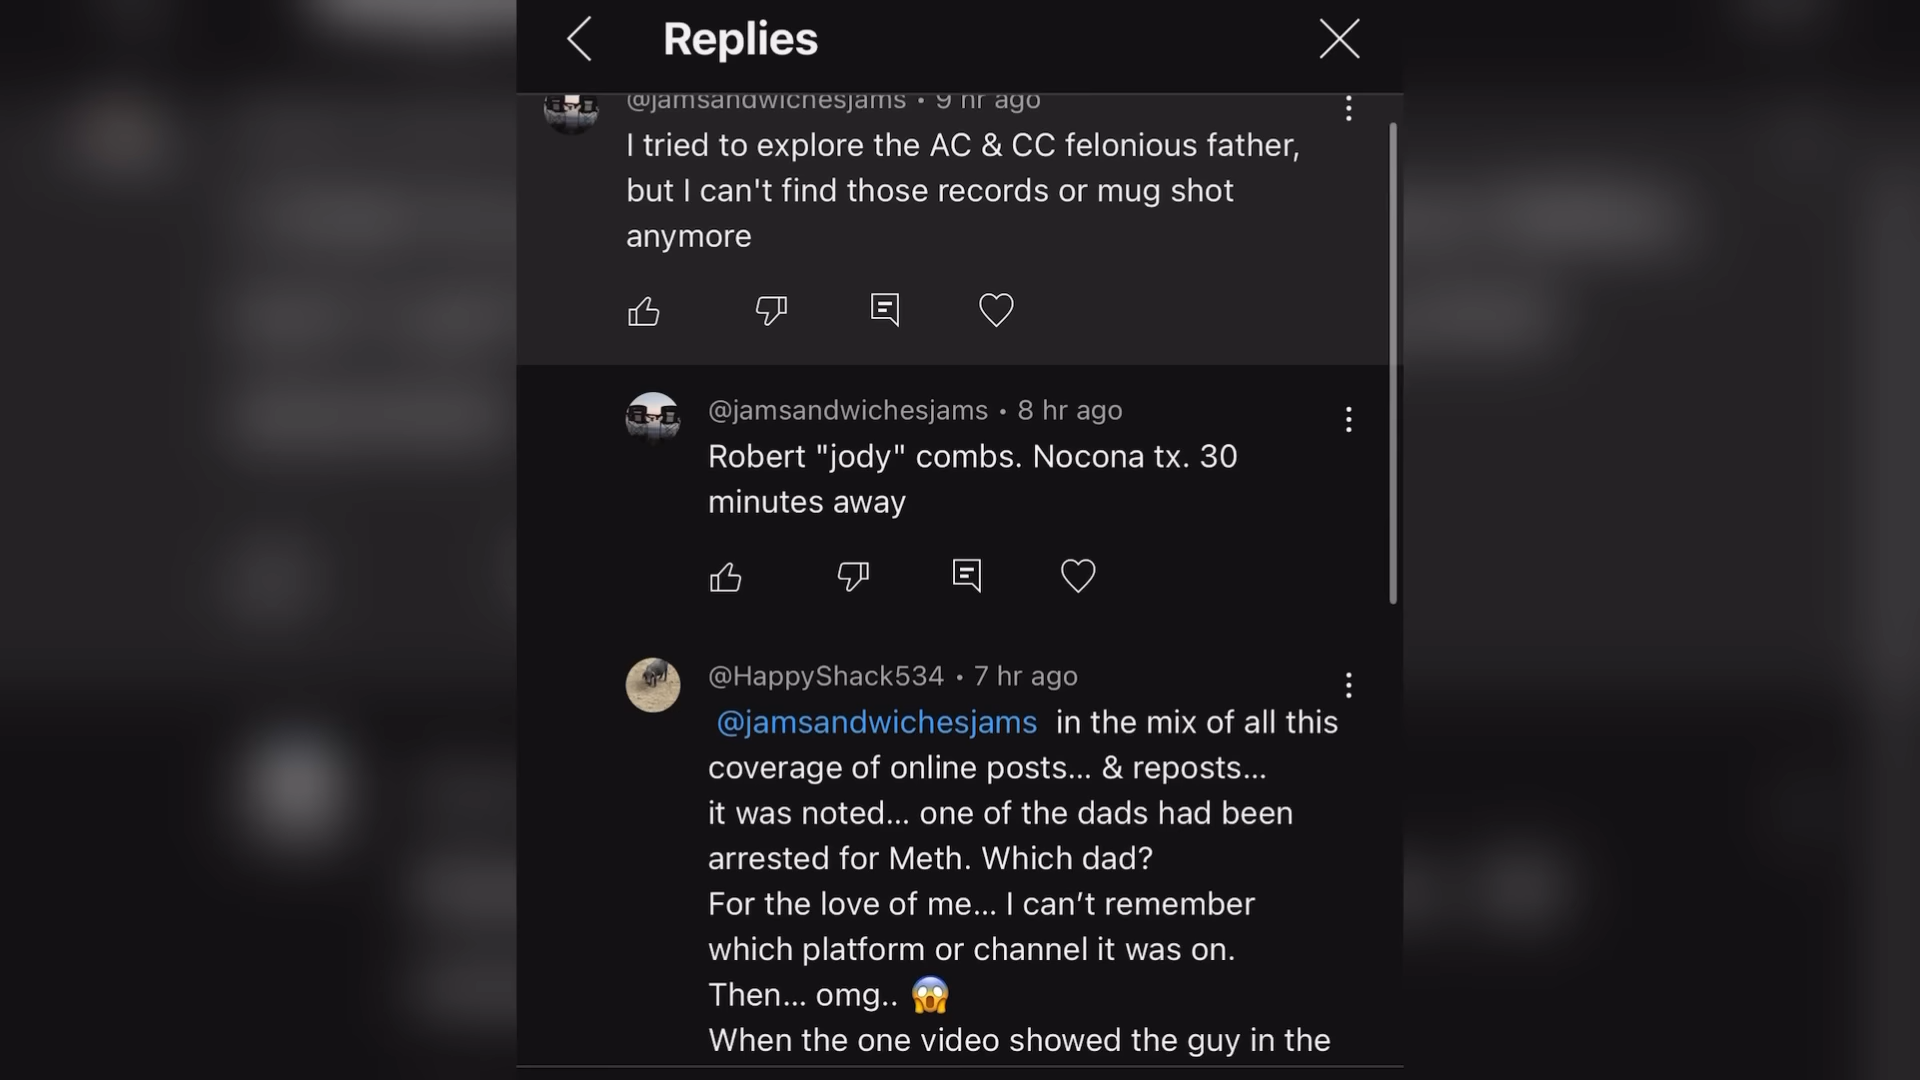 Replies
@jamsandwichesjams • 9 hr ago
I tried to explore the AC & CC felonious father,
but I can't find those records or mug shot
anymore
@jamsandwichesjams • 8 hr ago
Robert "jody" combs. Nocona tx. 30
minutes away
@HappyShack534 • 7 hr ago
@jamsandwichesjams in the mix of all this
coverage of online posts... & reposts...
it was noted... one of the dads had been
arrested for Meth. Which dad?
For the love of me... I can’t remember
which platform or channel it was on.
Then... omg.. 😱
When the one video showed the guy in the